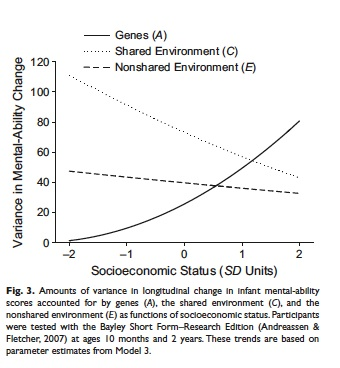 Genes (A)
Shared Environment (C)
Nonshared Environment (E)
Variance in Mental-Ability Change
120
100
80
60
40
20
0
–2
–1
0
1
2
Socioeconomic Status (SD Units)
Fig. 3. Amounts of variance in longitudinal change in infant mental-ability
scores accounted for by genes (A), the shared environment (C), and the
nonshared environment (E) as functions of socioeconomic status. Participants
were tested with the Bayley Short Form–Research Edition (Andreassen &
Fletcher, 2007) at ages 10 months and 2 years. These trends are based on
parameter estimates from Model 3.